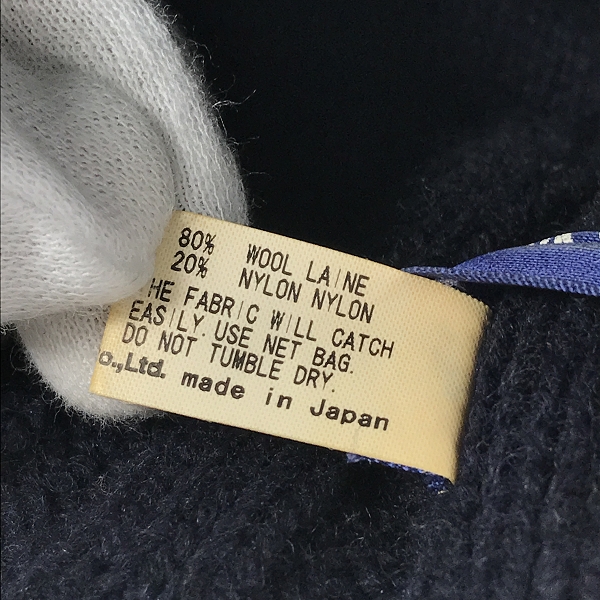 80% WOOL LAINE
20% NYLON NYLON
HE FABRIC WILL CATCH
EASILY. USE NET BAG.
DO NOT TUMBLE DRY.
o.,Ltd. made in Japan